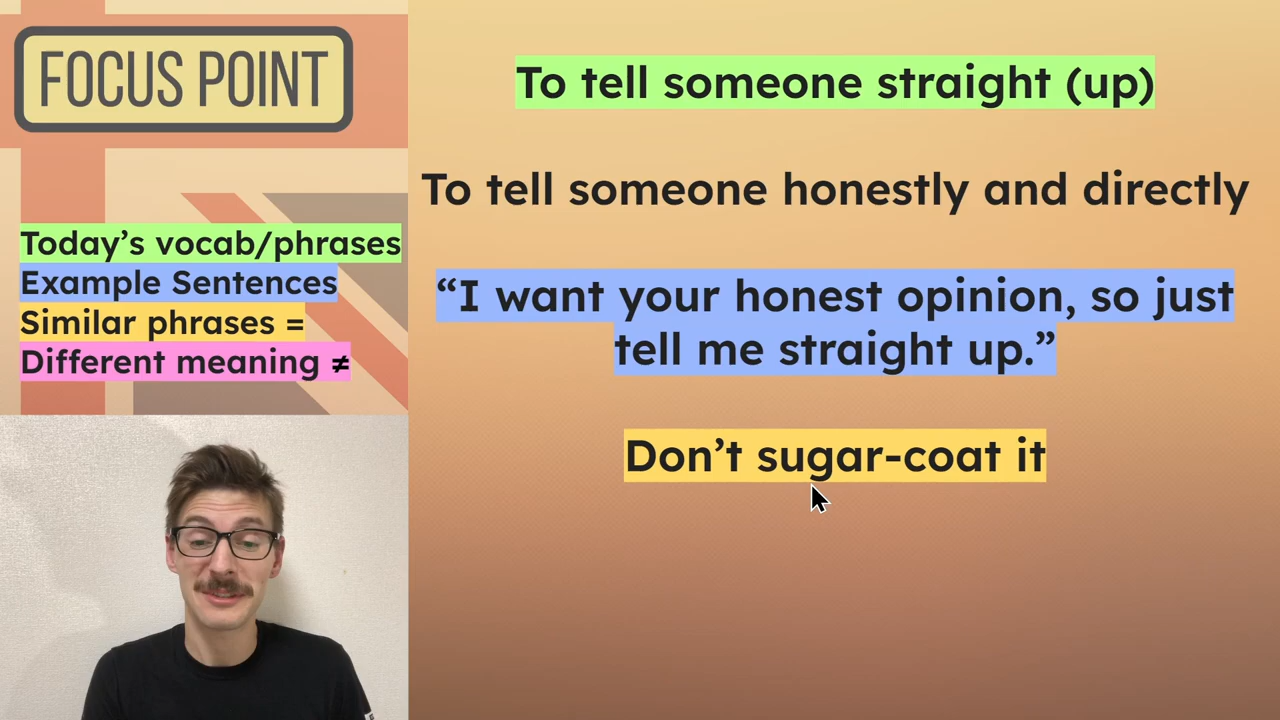 FOCUS POINT
Today’s vocab/phrases
Example Sentences
Similar phrases =
Different meaning ≠
To tell someone straight (up)
To tell someone honestly and directly
“I want your honest opinion, so just
tell me straight up.”
Don’t sugar-coat it